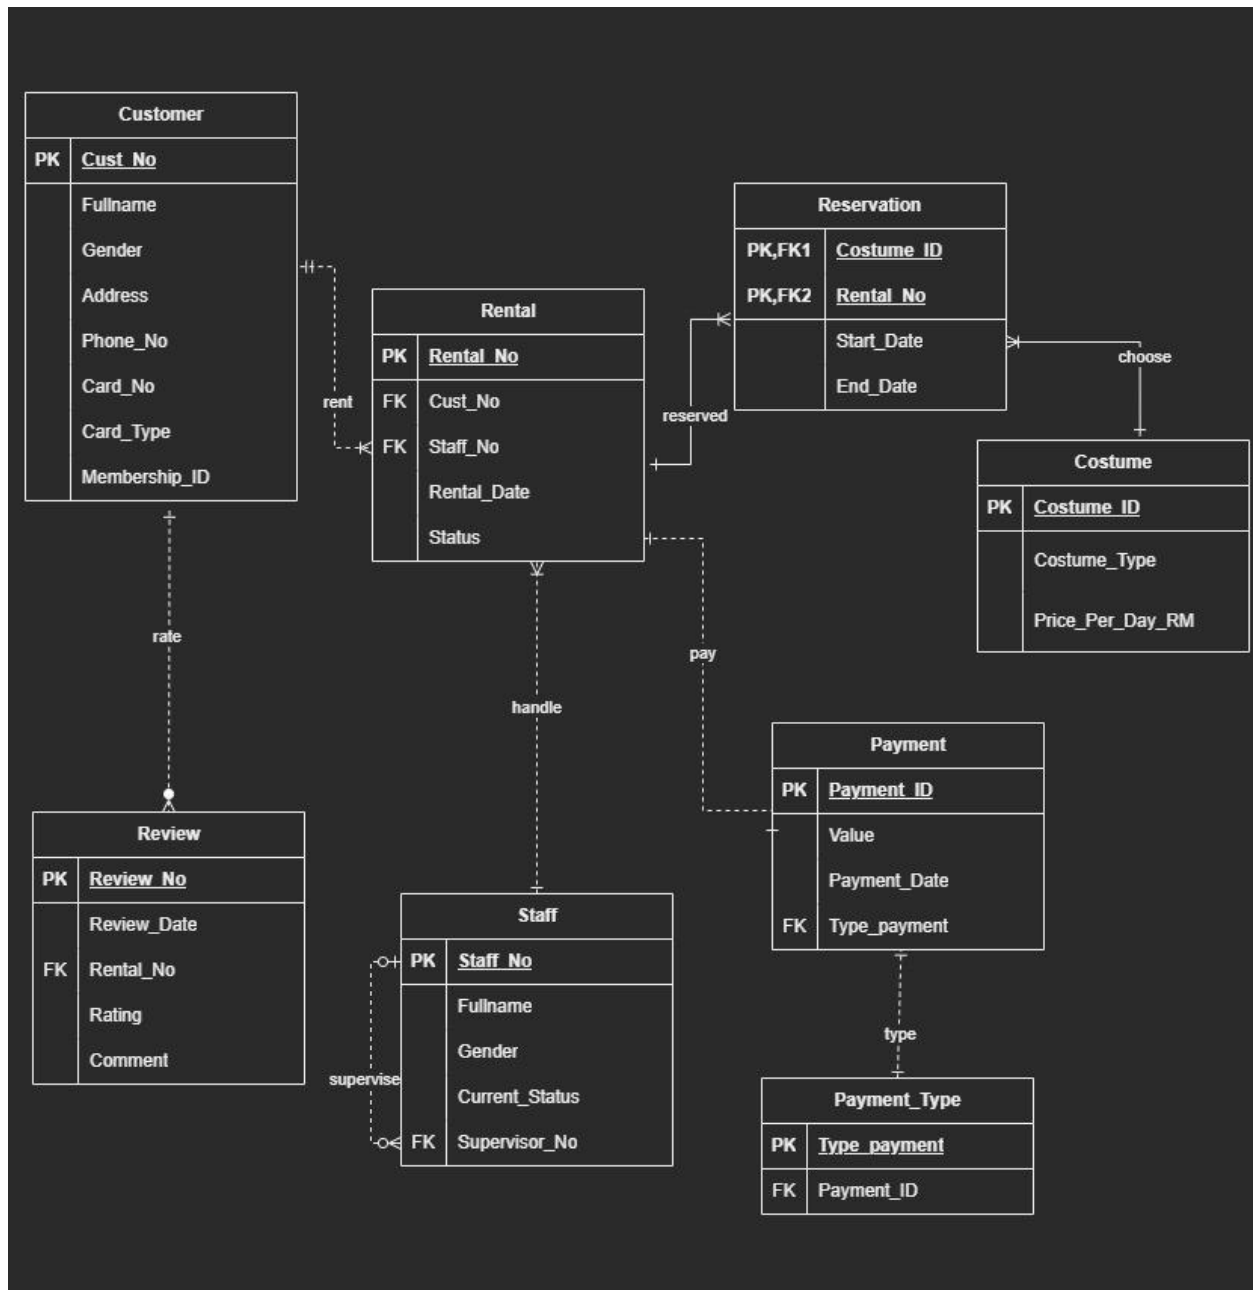 Customer
PK Cust_No
Fullname
Gender
Address
Phone_No
Card_No
Card_Type
Membership_ID
rent
Rental
PK Rental_No
FK Cust_No
FK Staff_No
Rental_Date
Status
reserved
Reservation
PK,FK1 Costume_ID
PK,FK2 Rental_No
Start_Date
End_Date
choose
Costume
PK Costume_ID
Costume_Type
Price_Per_Day_RM
rate
handle
pay
Review
PK Review_No
Review_Date
FK Rental_No
Rating
Comment
Staff
PK Staff_No
Fullname
Gender
Current_Status
FK Supervisor_No
supervise
Payment
PK Payment_ID
Value
Payment_Date
FK Type_payment
type
Payment_Type
PK Type_payment
FK Payment_ID